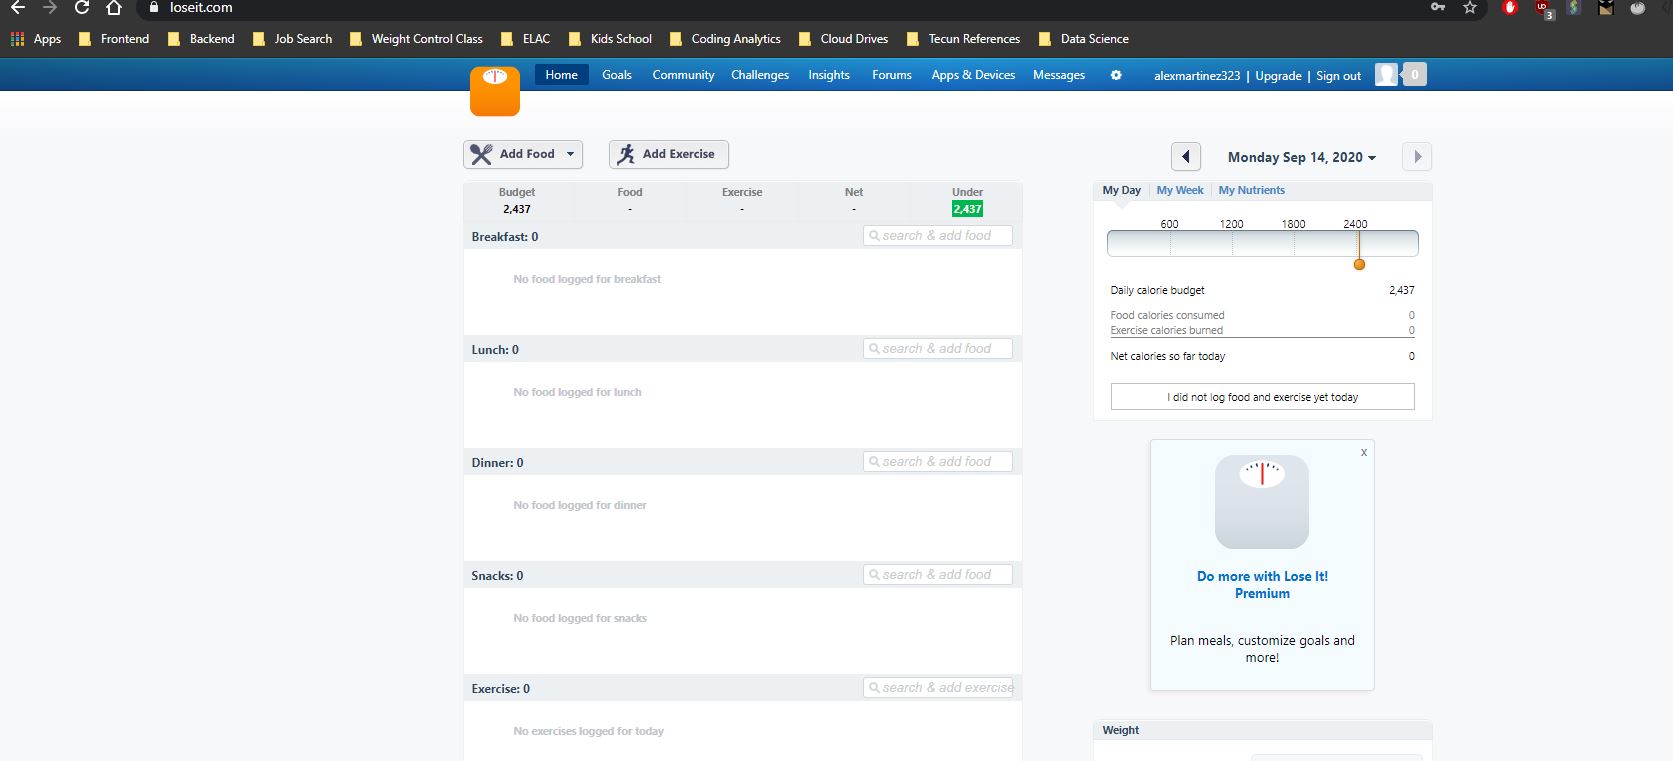 loseit.com
3
Apps Frontend Backend Job Search Weight Control Class ELAC Kids School Coding Analytics Cloud Drives Tecun References Data Science
Home Goals Community Challenges Insights Forums Apps & Devices Messages alexmartinez323 | Upgrade | Sign out 0
Add Food Add Exercise
Budget Food Exercise Net Under
2,437 - - - 2,437
Breakfast: 0 search & add food
No food logged for breakfast
Lunch: 0 search & add food
No food logged for lunch
Dinner: 0 search & add food
No food logged for dinner
Snacks: 0 search & add food
No food logged for snacks
Exercise: 0 search & add exercise
No exercises logged for today
Monday Sep 14, 2020
My Day My Week My Nutrients
600 1200 1800 2400
Daily calorie budget 2,437
Food calories consumed 0
Exercise calories burned 0
Net calories so far today 0
I did not log food and exercise yet today
x
Do more with Lose It!
Premium
Plan meals, customize goals and
more!
Weight